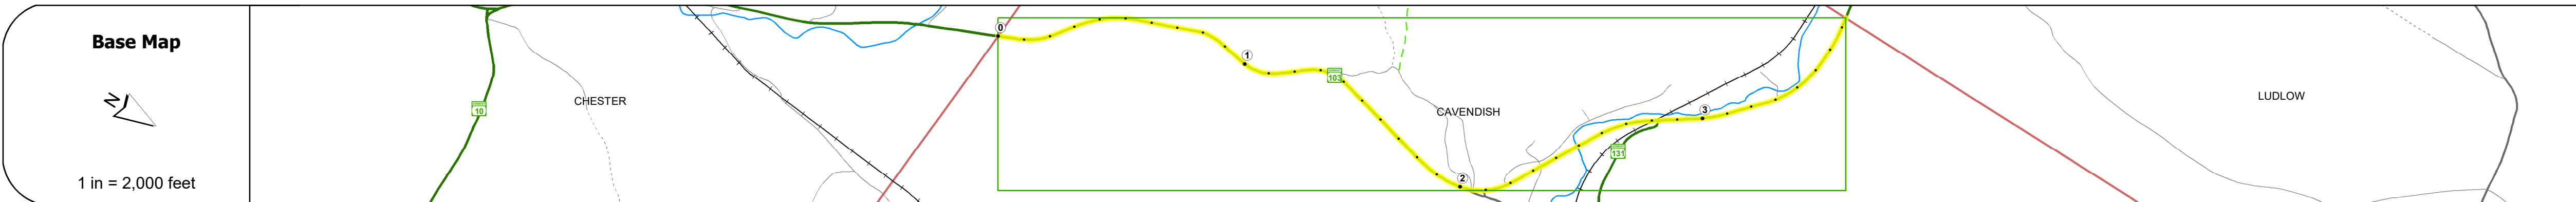 Base Map
N
1 in = 2,000 feet
10
CHESTER
0
1
103
CAVENDISH
2
131
3
LUDLOW